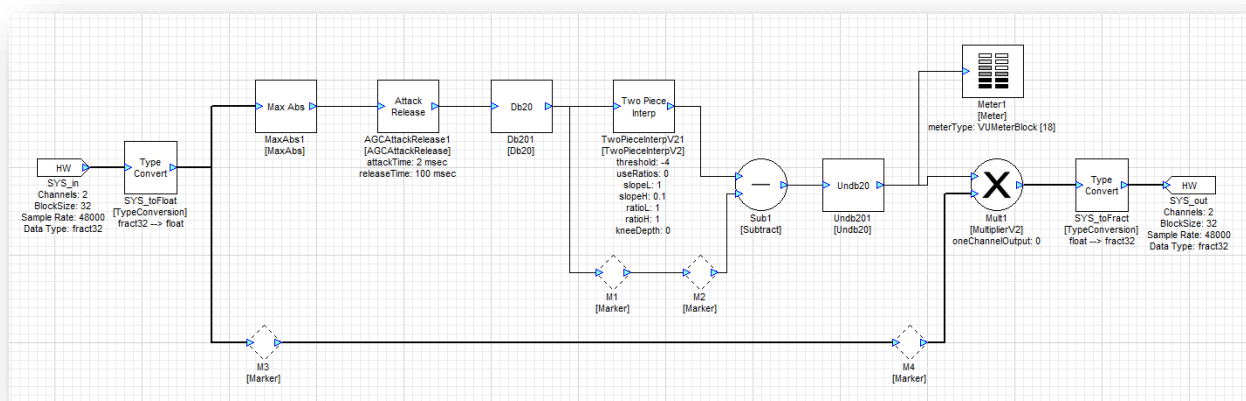 HW
SYS_in
Channels: 2
BlockSize: 32
Sample Rate: 48000
Data Type: fract32
Type
Convert
SYS_toFloat
[TypeConversion]
fract32 --> float
Max Abs
MaxAbs1
[MaxAbs]
Attack
Release
AGCAttackRelease1
[AGCAttackRelease]
attackTime: 2 msec
releaseTime: 100 msec
Db20
Db201
[Db20]
Two Piece
Interp
TwoPieceInterpV21
[TwoPieceInterpV2]
threshold: -4
useRatios: 0
slopeL: 1
slopeH: 0.1
ratioL: 1
ratioH: 1
kneeDepth: 0
M1
[Marker]
M2
[Marker]
M3
[Marker]
M4
[Marker]
Sub1
[Subtract]
Undb20
Undb201
[Undb20]
Meter1
[Meter]
meterType: VUMeterBlock [18]
X
Mult1
[MultiplierV2]
oneChannelOutput: 0
Type
Convert
SYS_toFract
[TypeConversion]
float --> fract32
HW
SYS_out
Channels: 2
BlockSize: 32
Sample Rate: 48000
Data Type: fract32